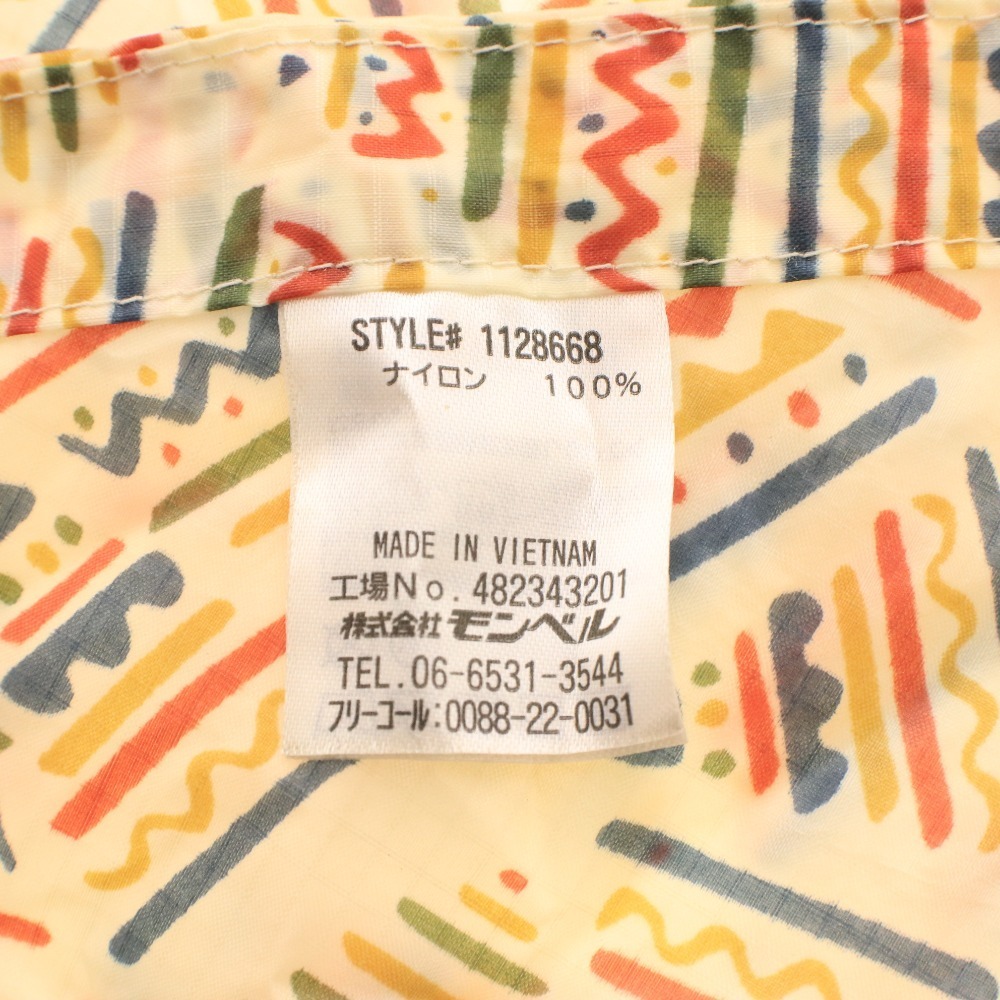 STYLE# 1128668
ナイロン 100%
MADE IN VIETNAM
工場No. 482343201
株式会社モンベル
TEL.06-6531-3544
フリーコール:0088-22-0031